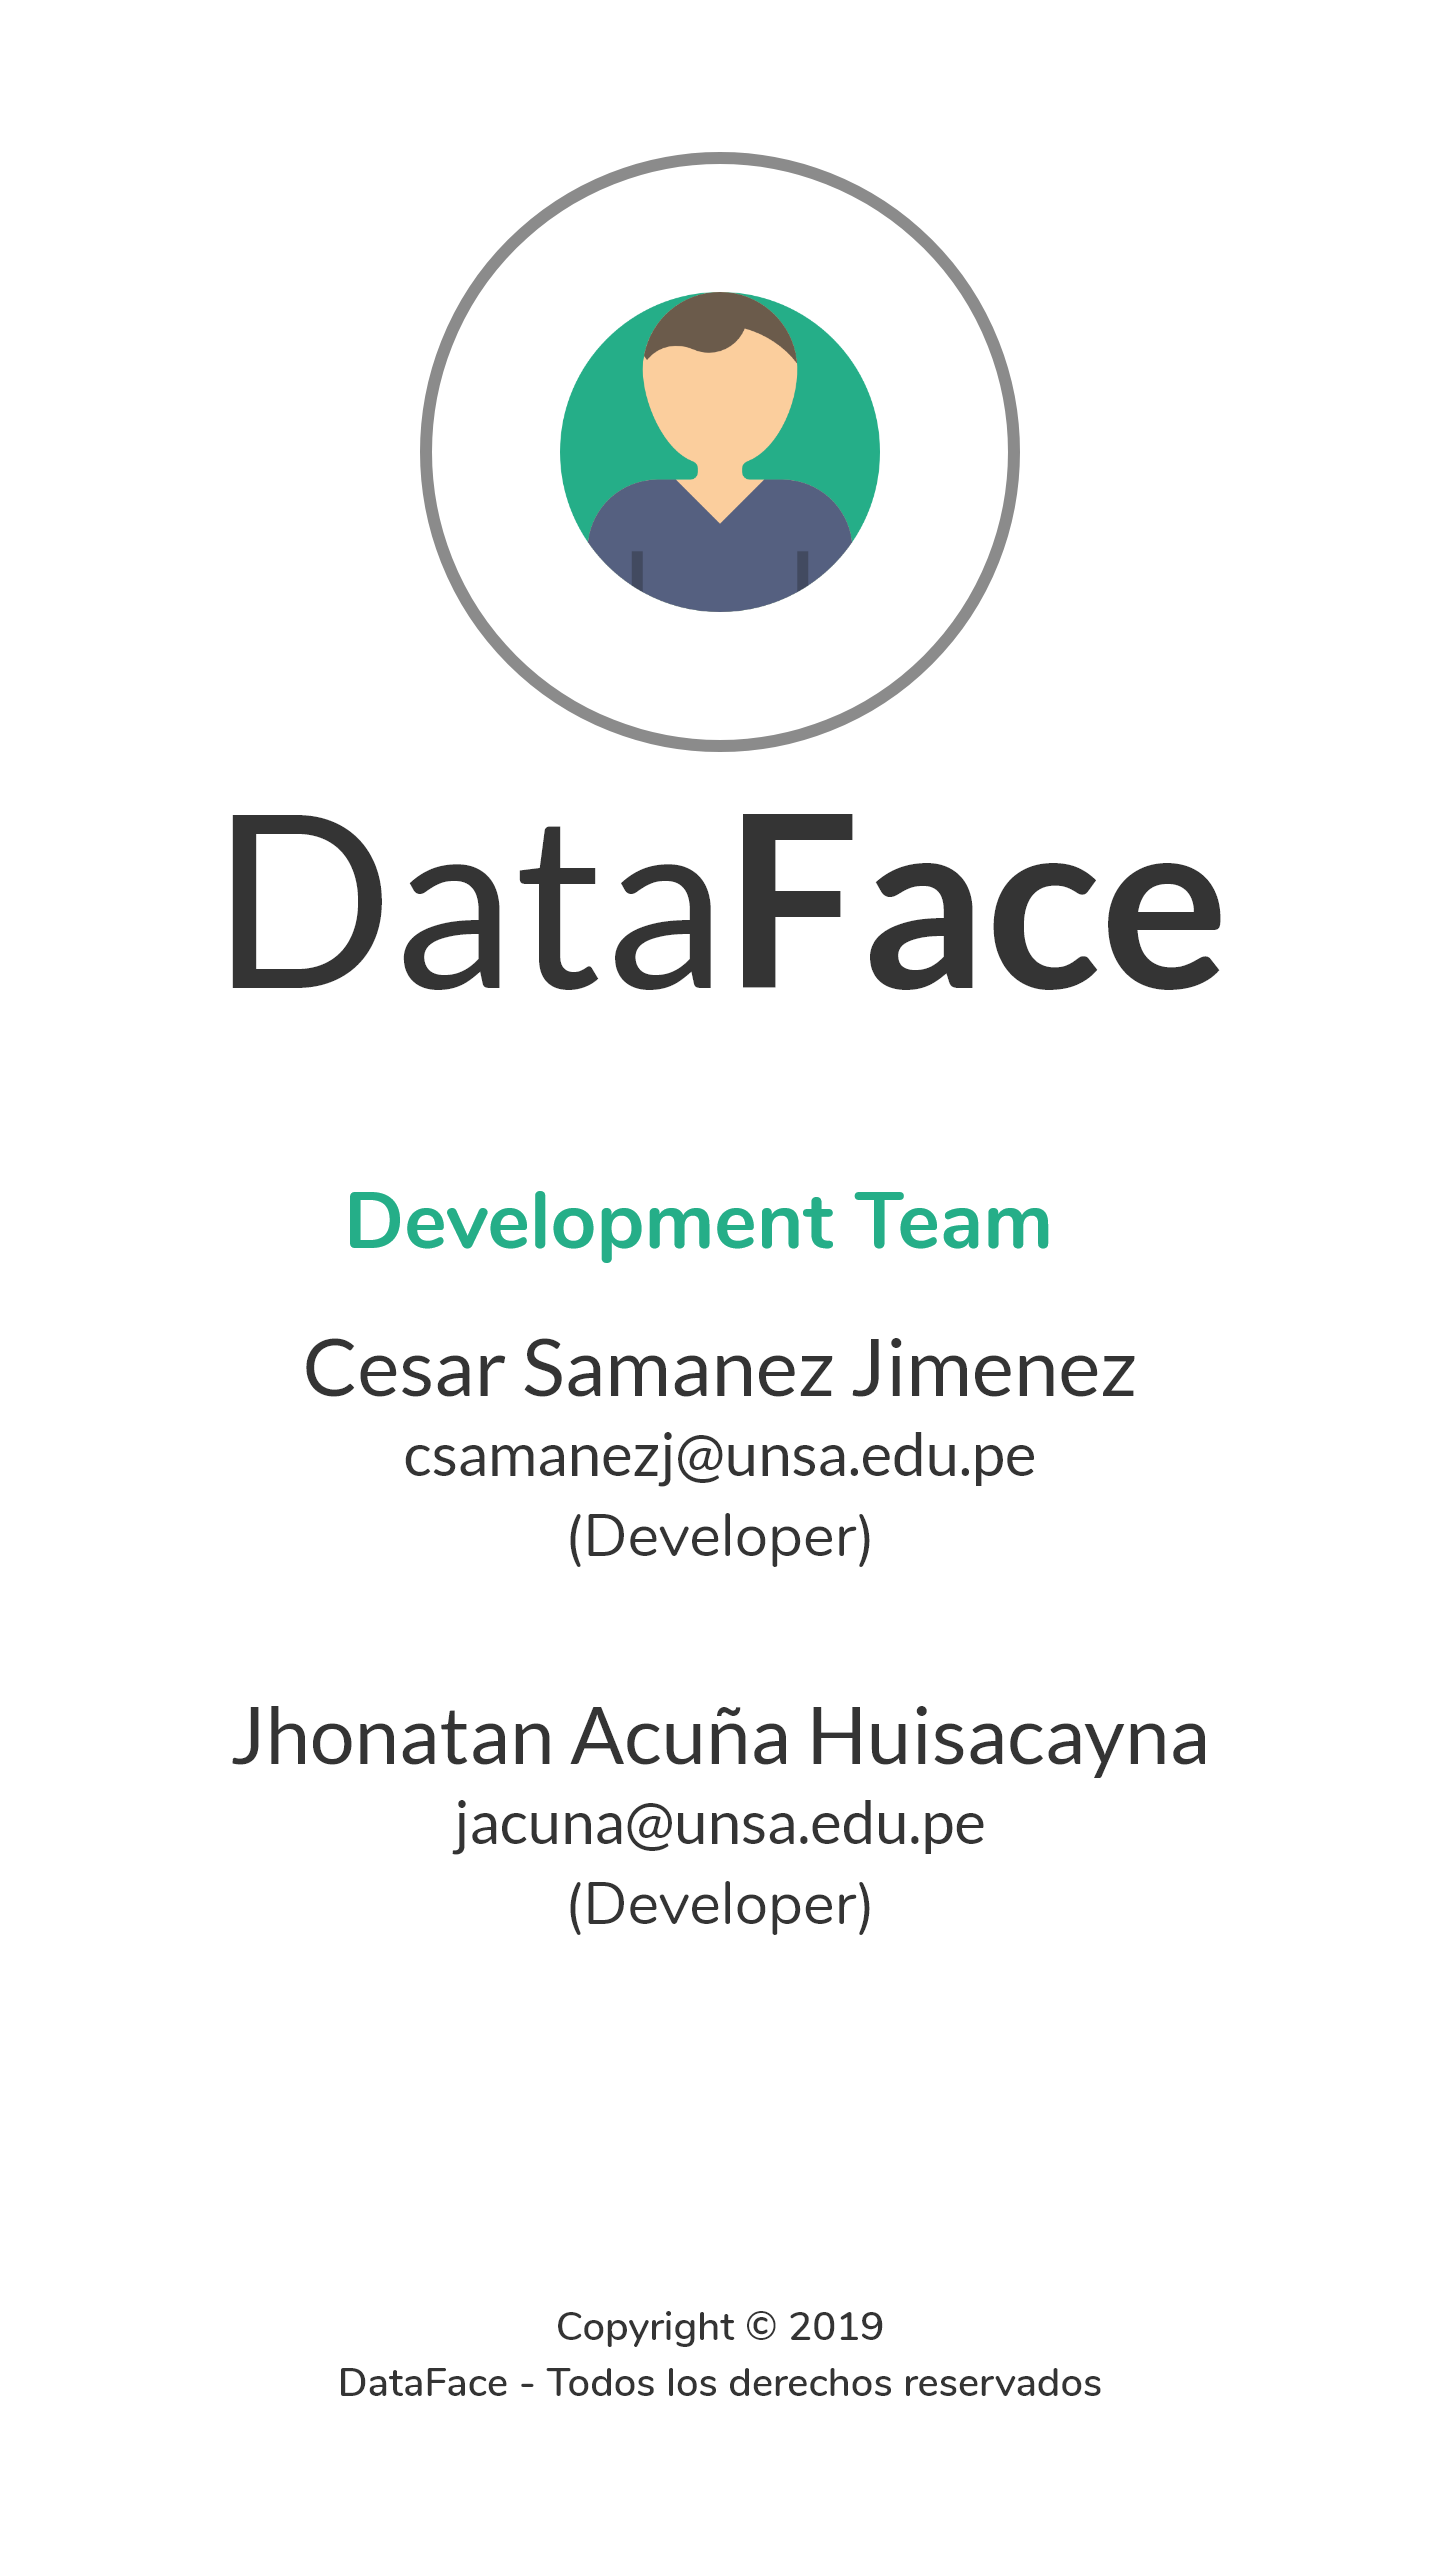 DataFace
Development Team
Cesar Samanez Jimenez
csamanezj@unsa.edu.pe
(Developer)
Jhonatan Acuña Huisacayna
jacuna@unsa.edu.pe
(Developer)
Copyright © 2019
DataFace - Todos los derechos reservados